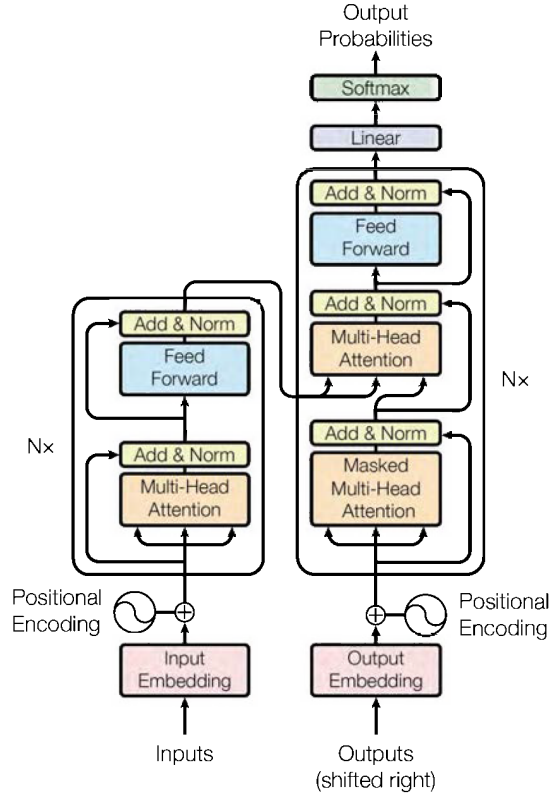 Output
Probabilities
Softmax
Linear
Add & Norm
Feed
Forward
Add & Norm
Multi-Head
Attention
Add & Norm
Masked
Multi-Head
Attention
Nx
Add & Norm
Feed
Forward
Add & Norm
Multi-Head
Attention
Nx
Positional
Encoding
Positional
Encoding
Input
Embedding
Output
Embedding
Inputs
Outputs
(shifted right)